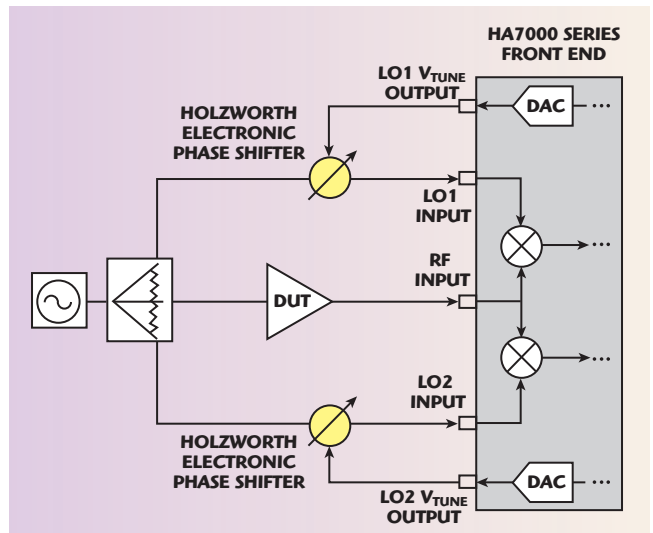 HA7000 SERIES
FRONT END
LO1 VTUNE
OUTPUT
DAC ...
HOLZWORTH
ELECTRONIC
PHASE SHIFTER
LO1
INPUT
...
RF
INPUT
DUT
...
LO2
INPUT
HOLZWORTH
ELECTRONIC
PHASE SHIFTER
DAC ...
LO2 VTUNE
OUTPUT